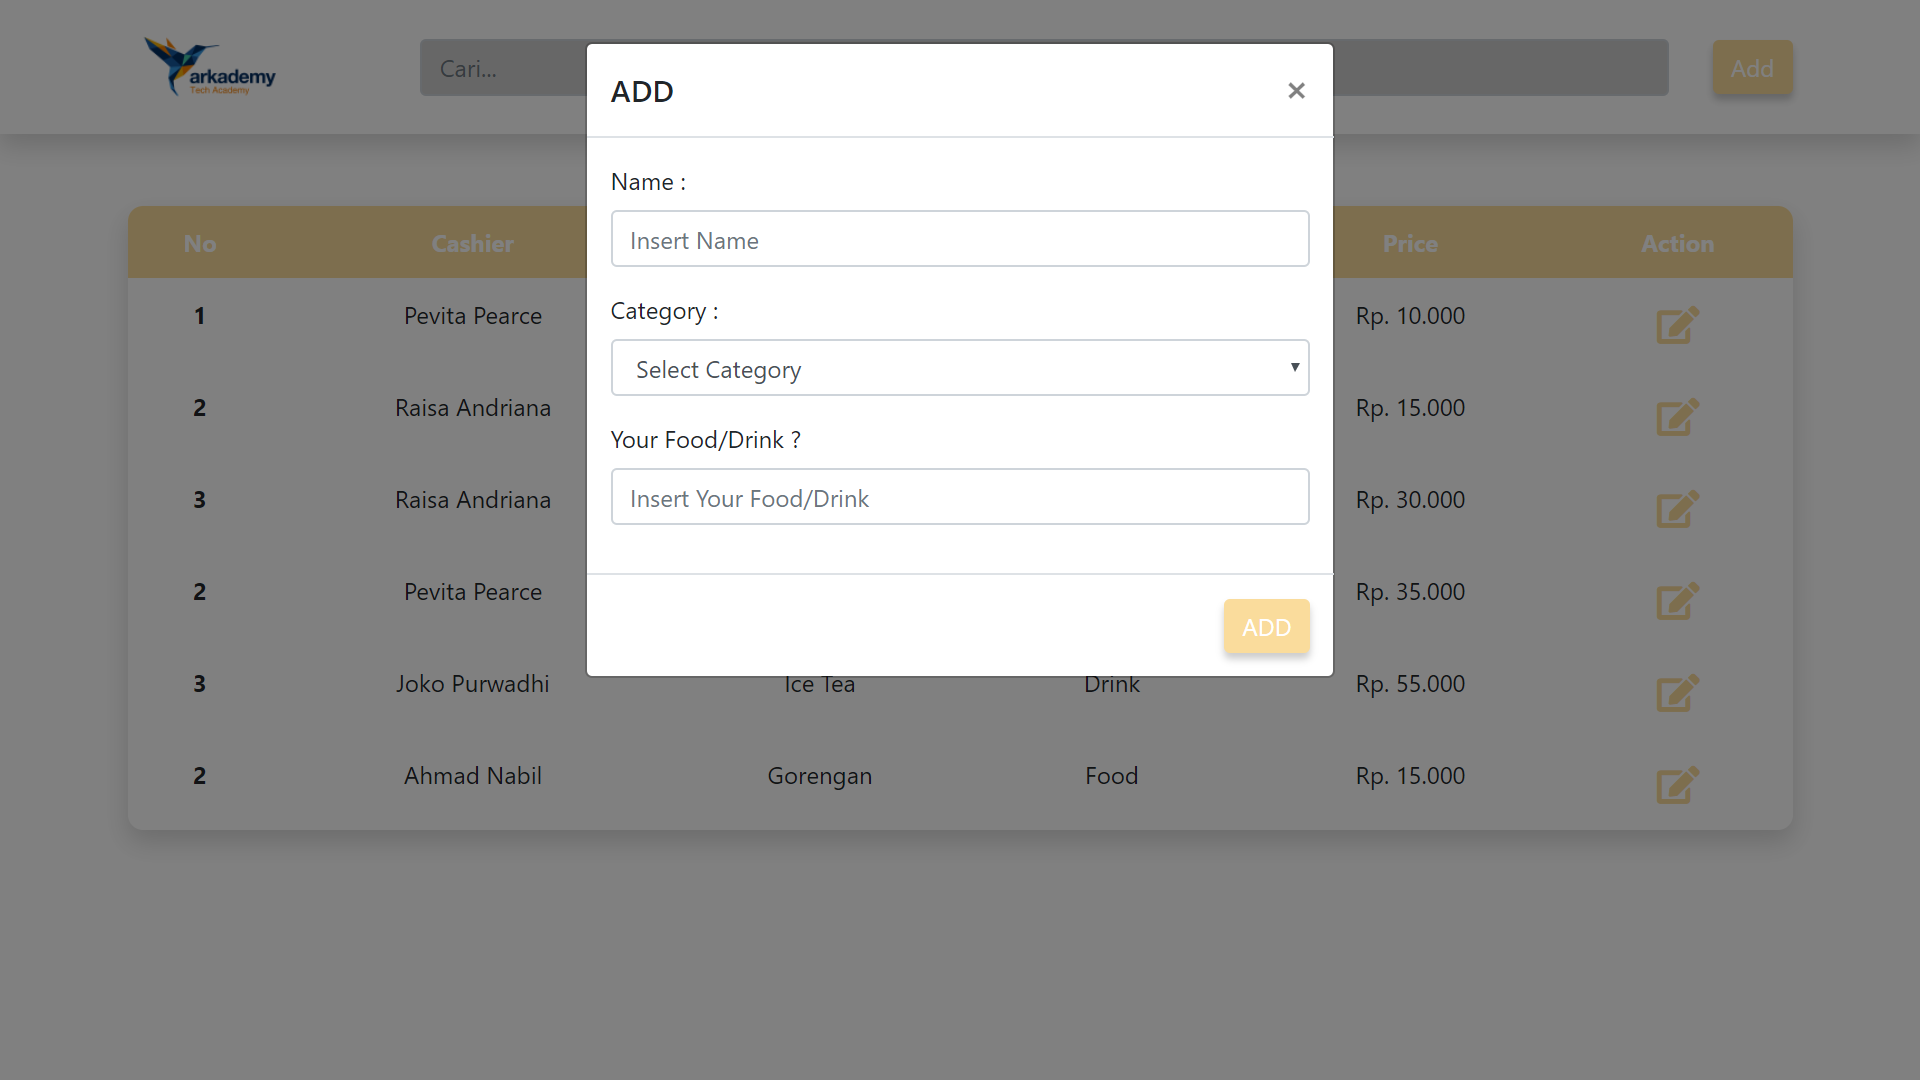 arkademy
Tech Academy
Cari...
Add
ADD
×
Name :
Insert Name
Category :
Select Category
Your Food/Drink ?
Insert Your Food/Drink
ADD
No Cashier Price Action
1 Pevita Pearce Rp. 10.000
2 Raisa Andriana Rp. 15.000
3 Raisa Andriana Rp. 30.000
2 Pevita Pearce Rp. 35.000
3 Joko Purwadhi Ice Tea Drink Rp. 55.000
2 Ahmad Nabil Gorengan Food Rp. 15.000